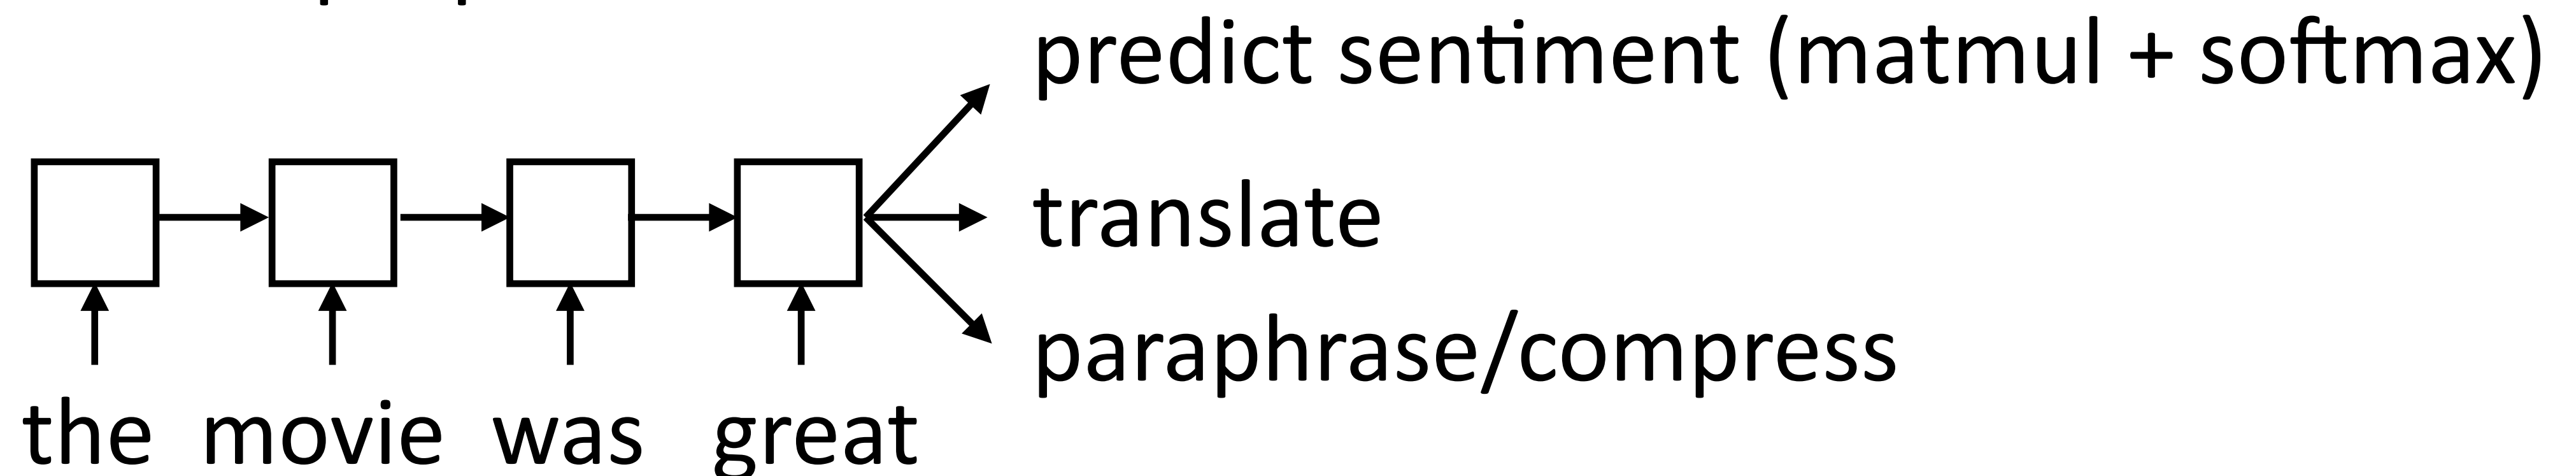 predict sentiment (matmul + softmax)
translate
paraphrase/compress
the movie was great